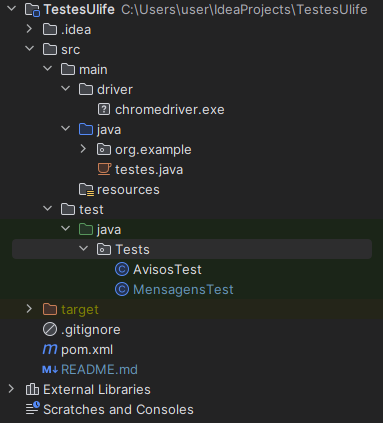 TestesUlife C:\Users\user\IdeaProjects\TestesUlife
.idea
src
main
driver
chromedriver.exe
java
org.example
testes.java
resources
test
java
Tests
AvisosTest
MensagensTest
target
.gitignore
pom.xml
README.md
External Libraries
Scratches and Consoles